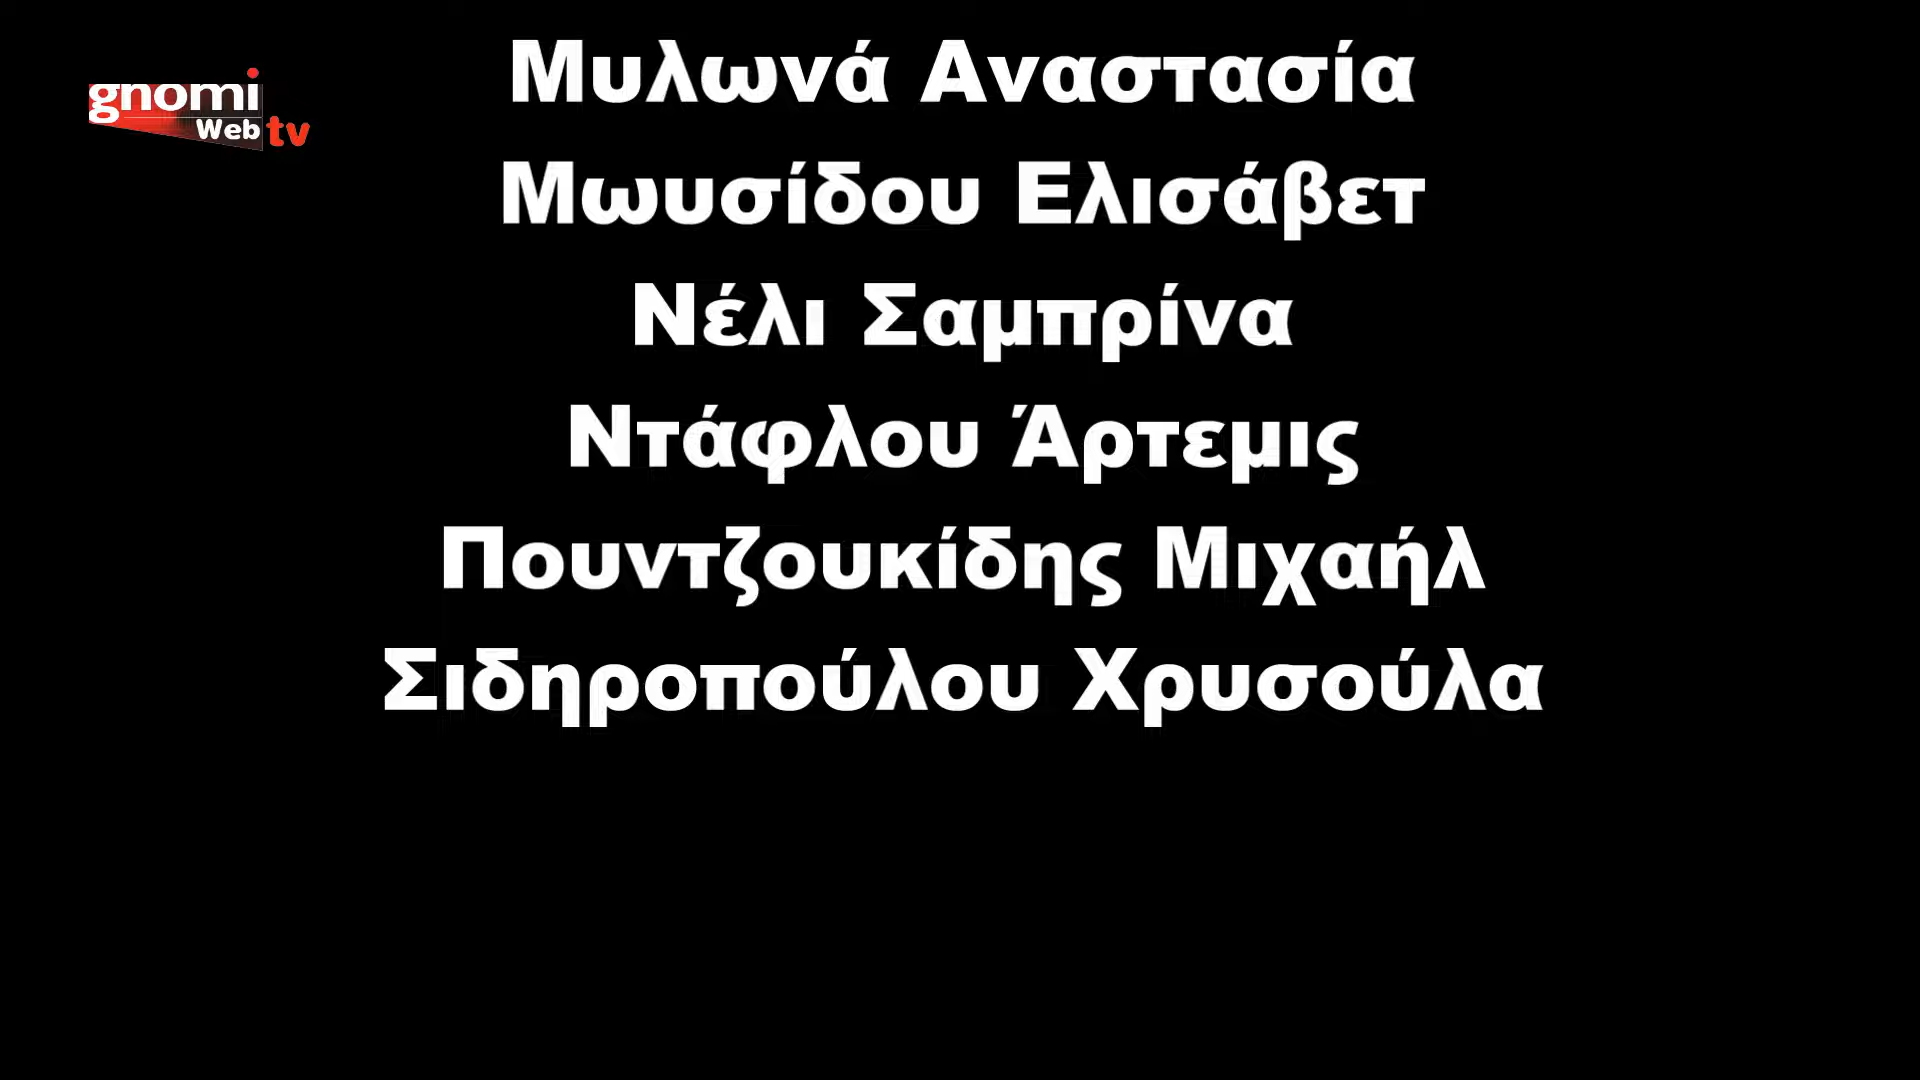 Μυλωνά Αναστασία
gnomi
Web tv
Μωυσίδου Ελισάβετ
Νέλι Σαμπρίνα
Ντάφλου Άρτεμις
Πουντζουκίδης Μιχαήλ
Σιδηροπούλου Χρυσούλα